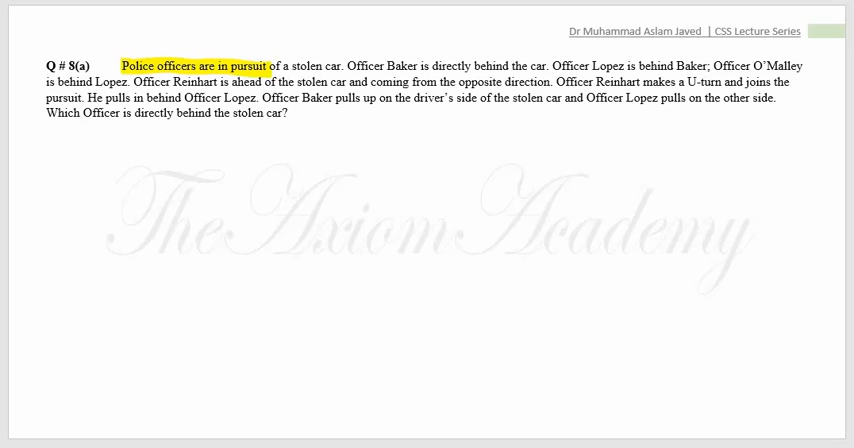 Dr Muhammad Aslam Javed | CSS Lecture Series
Q # 8(a) Police officers are in pursuit of a stolen car. Officer Baker is directly behind the car. Officer Lopez is behind Baker; Officer O’Malley
is behind Lopez. Officer Reinhart is ahead of the stolen car and coming from the opposite direction. Officer Reinhart makes a U-turn and joins the
pursuit. He pulls in behind Officer Lopez. Officer Baker pulls up on the driver’s side of the stolen car and Officer Lopez pulls on the other side.
Which Officer is directly behind the stolen car?
The Axiom Academy